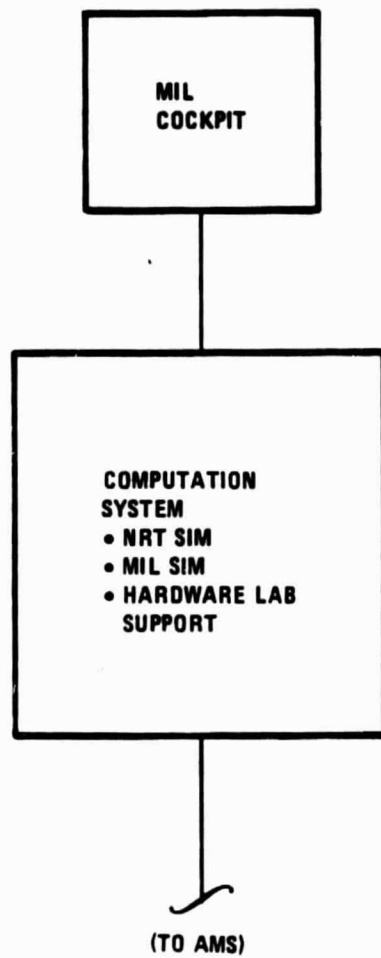 MIL
COCKPIT
COMPUTATION
SYSTEM
• NRT SIM
• MIL SIM
• HARDWARE LAB
SUPPORT
(TO AMS)